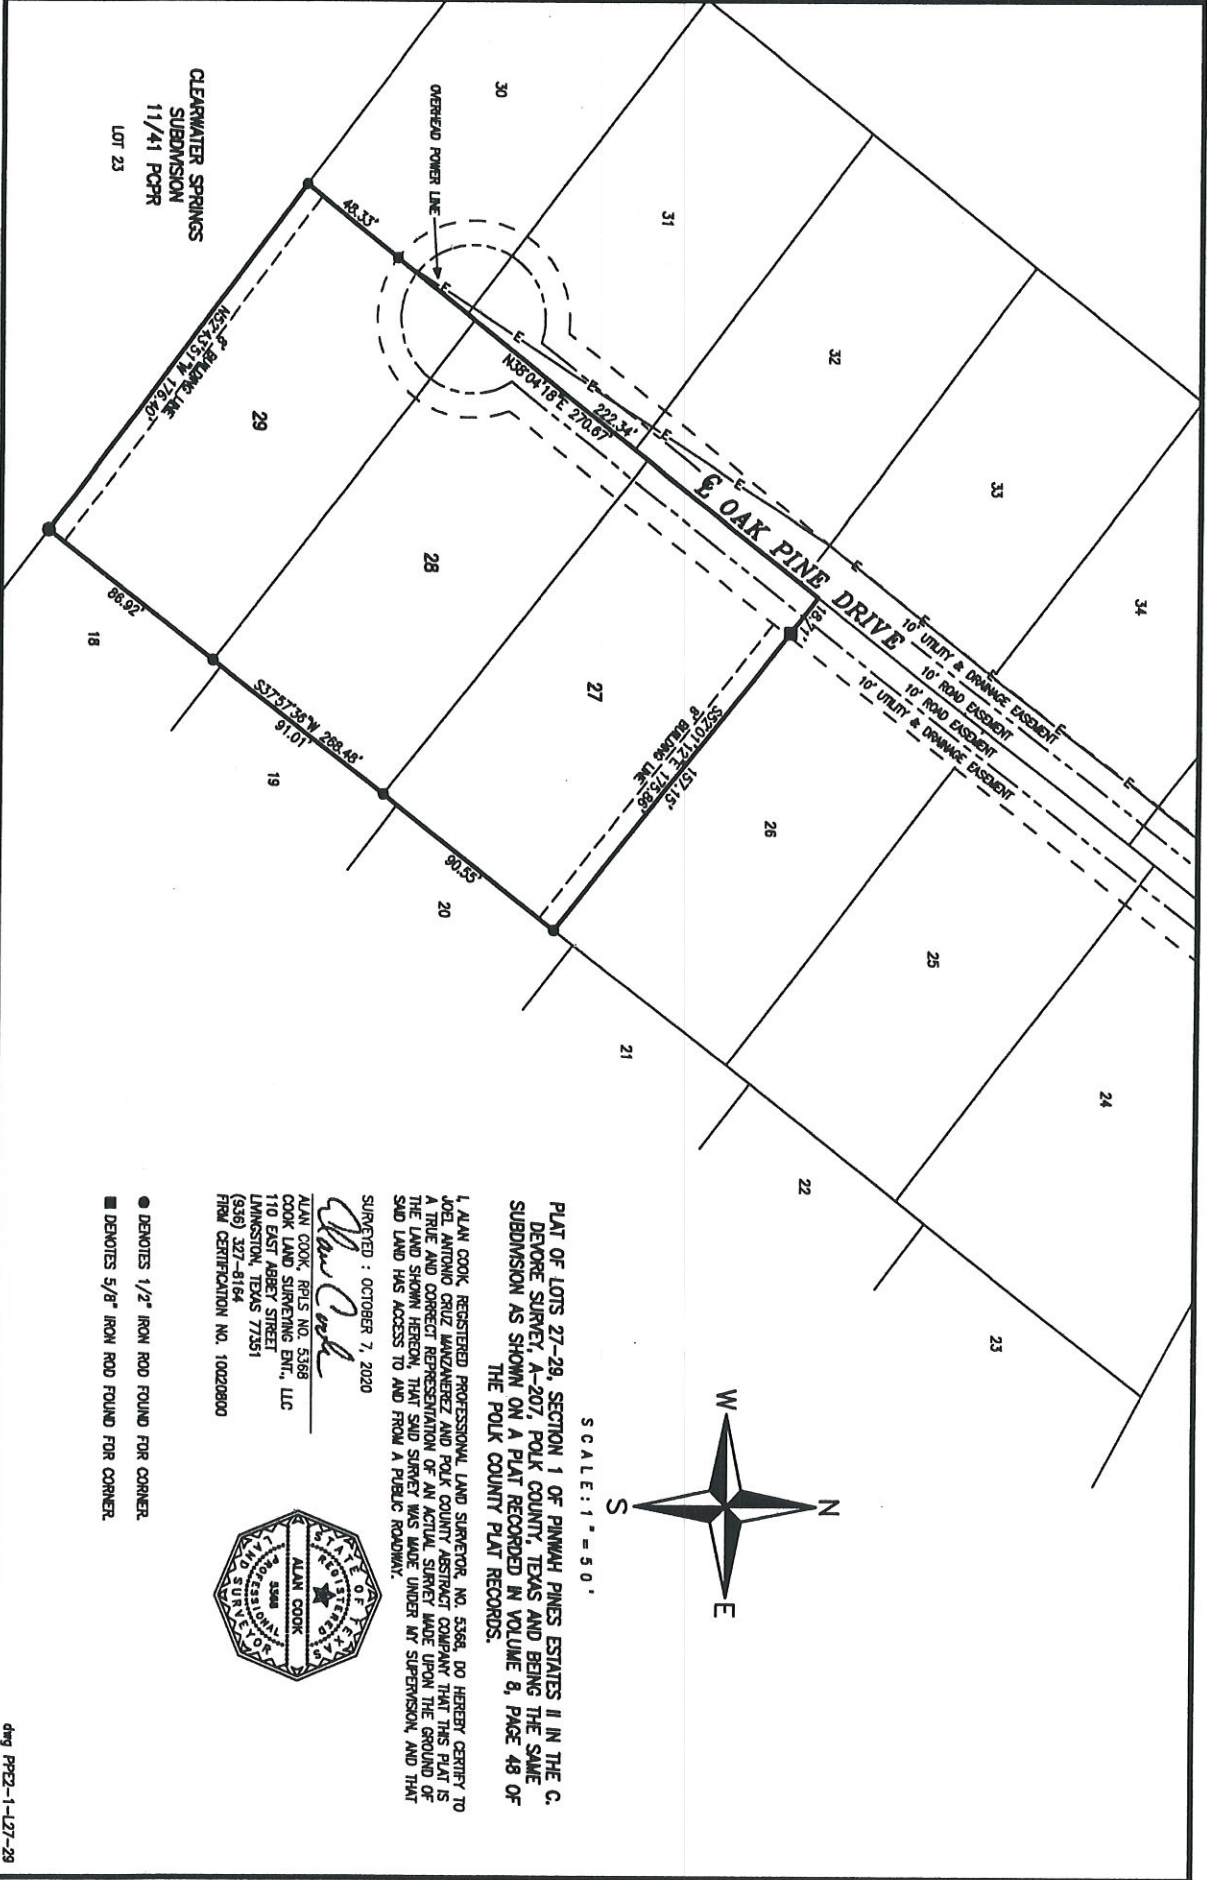 30
OVERHEAD POWER LINE
31
32
33
34
CLEARWATER SPRINGS
SUBDIVISION
11/41 PCPR
LOT 23
48.33'
N38°04'18"E 270.67'
222.34'
℄ OAK PINE DRIVE
18.71'
10' UTILITY & DRAINAGE EASEMENT
10' ROAD EASEMENT
10' ROAD EASEMENT
10' UTILITY & DRAINAGE EASEMENT
8' BUILDING LINE
N52°43'51"W 176.40'
29
28
27
157.15'
S52°01'12"E 175.86'
8' BUILDING LINE
26
25
24
86.92'
S37°57'36"W 268.48'
91.01'
90.55'
18
19
20
21
22
23
N
W
E
S
SCALE: 1" = 50'
PLAT OF LOTS 27-29, SECTION 1 OF PINWAH PINES ESTATES II IN THE C.
DEVORE SURVEY, A-207, POLK COUNTY, TEXAS AND BEING THE SAME
SUBDIVISION AS SHOWN ON A PLAT RECORDED IN VOLUME 8, PAGE 48 OF
THE POLK COUNTY PLAT RECORDS.
I, ALAN COOK, REGISTERED PROFESSIONAL LAND SURVEYOR, NO. 5368, DO HEREBY CERTIFY TO
JOEL ANTONIO CRUZ MANZANEREZ AND POLK COUNTY ABSTRACT COMPANY THAT THIS PLAT IS
A TRUE AND CORRECT REPRESENTATION OF AN ACTUAL SURVEY MADE UPON THE GROUND OF
THE LAND SHOWN HEREON, THAT SAID SURVEY WAS MADE UNDER MY SUPERVISION, AND THAT
SAID LAND HAS ACCESS TO AND FROM A PUBLIC ROADWAY.
SURVEYED : OCTOBER 7, 2020
Alan Cook
ALAN COOK, RPLS NO. 5368
COOK LAND SURVEYING ENT., LLC
110 EAST ABBEY STREET
LIVINGSTON, TEXAS 77351
(936) 327-8164
FIRM CERTIFICATION NO. 10020800
STATE OF TEXAS
REGISTERED
ALAN COOK
5368
PROFESSIONAL
LAND SURVEYOR
● DENOTES 1/2" IRON ROD FOUND FOR CORNER.
■ DENOTES 5/8" IRON ROD FOUND FOR CORNER.
dwg PPE2-1-L27-29
E
E
E
E
E
E
E
E
E
E